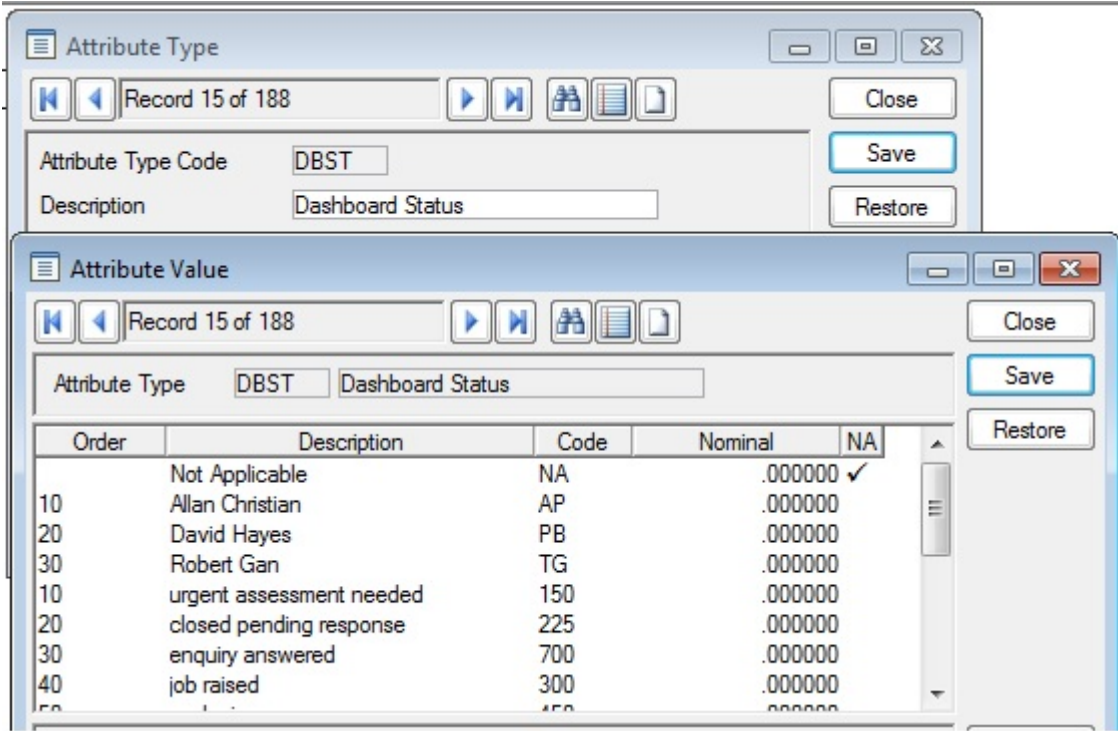 Attribute Type
Record 15 of 188
Close
Attribute Type Code DBST
Save
Description Dashboard Status
Restore
Attribute Value
Record 15 of 188
Close
Attribute Type DBST Dashboard Status
Save
Order Description Code Nominal NA
Restore
Not Applicable NA .000000 ✓
10 Allan Christian AP .000000
20 David Hayes PB .000000
30 Robert Gan TG .000000
10 urgent assessment needed 150 .000000
20 closed pending response 225 .000000
30 enquiry answered 700 .000000
40 job raised 300 .000000